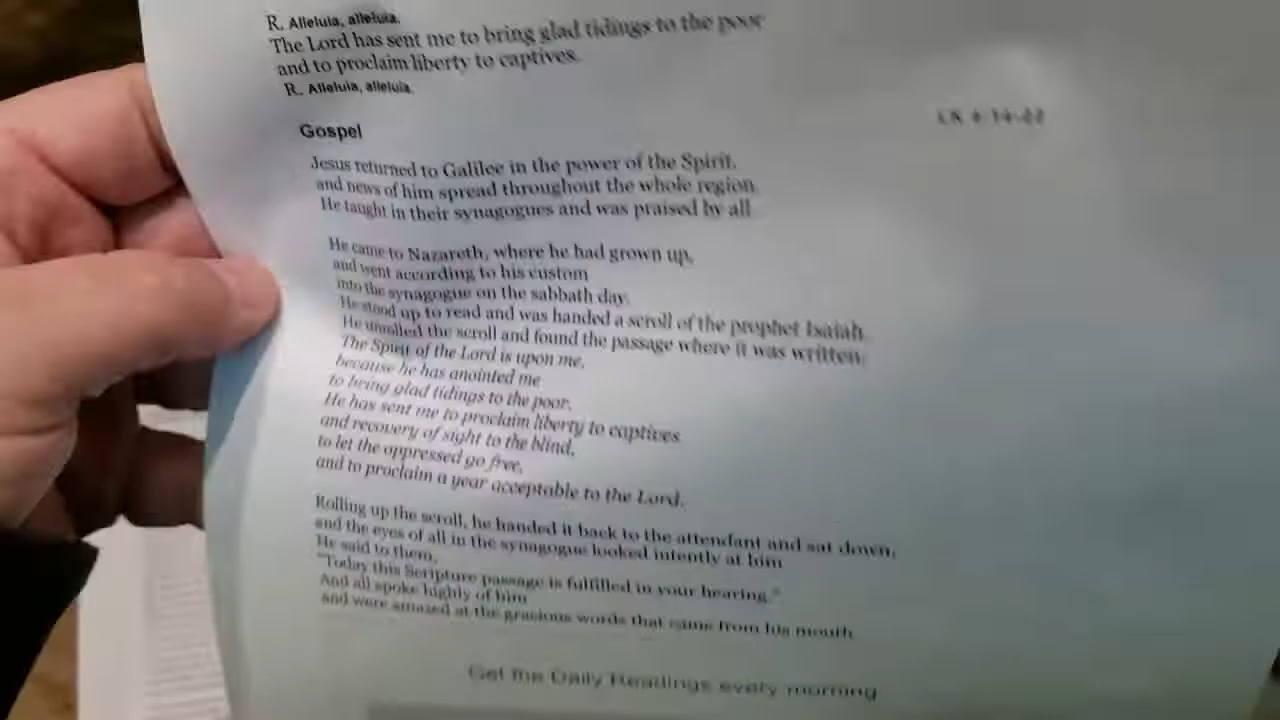 R. Alleluia, alleluia.
The Lord has sent me to bring glad tidings to the poor
and to proclaim liberty to captives.
R. Alleluia, alleluia.
Gospel
LK 4:14-22
Jesus returned to Galilee in the power of the Spirit,
and news of him spread throughout the whole region.
He taught in their synagogues and was praised by all.
He came to Nazareth, where he had grown up,
and went according to his custom
into the synagogue on the sabbath day.
He stood up to read and was handed a scroll of the prophet Isaiah.
He unrolled the scroll and found the passage where it was written:
The Spirit of the Lord is upon me,
because he has anointed me
to bring glad tidings to the poor.
He has sent me to proclaim liberty to captives
and recovery of sight to the blind,
to let the oppressed go free,
and to proclaim a year acceptable to the Lord.
Rolling up the scroll, he handed it back to the attendant and sat down,
and the eyes of all in the synagogue looked intently at him
He said to them,
"Today this Scripture passage is fulfilled in your hearing."
And all spoke highly of him
and were amazed at the gracious words that came from his mouth
Get the Daily Readings every morning